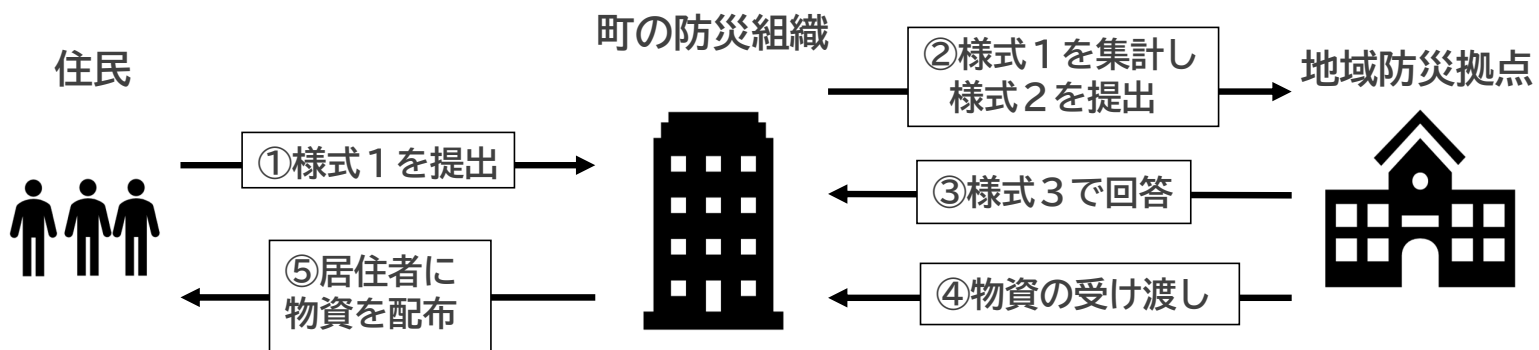 住民
町の防災組織
地域防災拠点
①様式１を提出
②様式１を集計し
様式２を提出
③様式３で回答
④物資の受け渡し
⑤居住者に
物資を配布